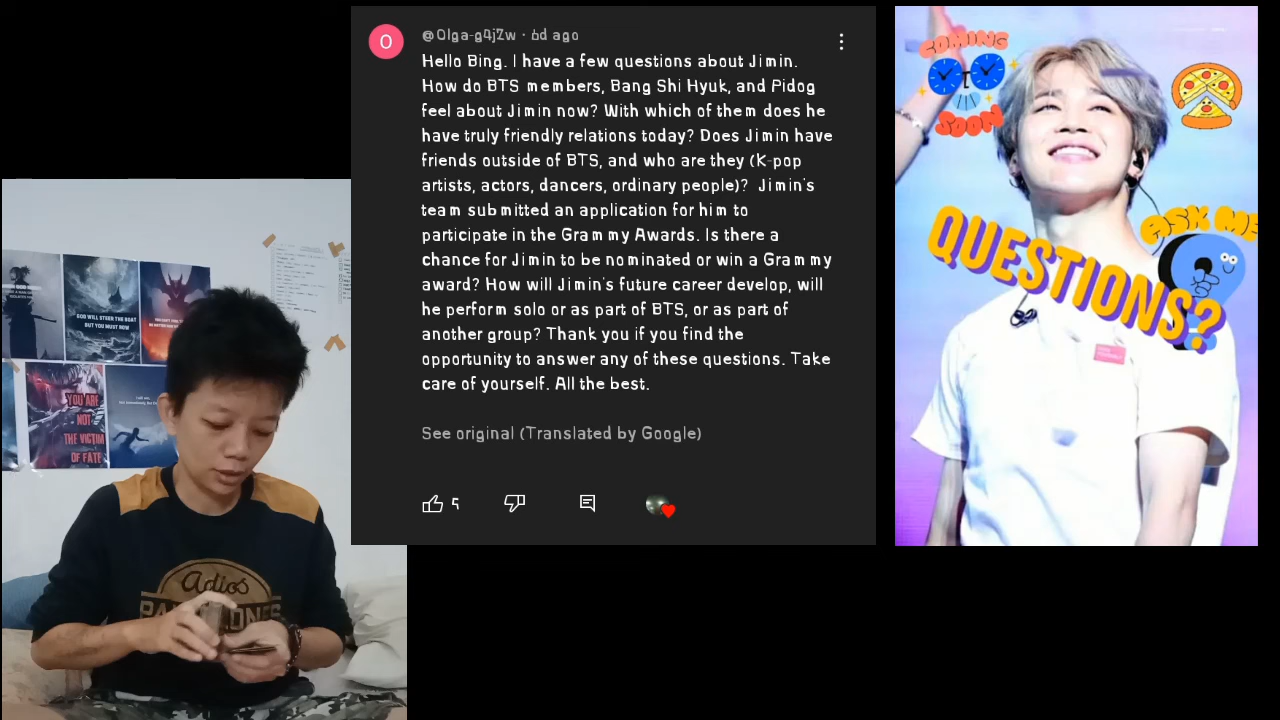 @Olga-g9j7w · 6d ago
Hello Bing. I have a few questions about Jimin.
How do BTS members, Bang Shi Hyuk, and Pidog
feel about Jimin now? With which of them does he
have truly friendly relations today? Does Jimin have
friends outside of BTS, and who are they (K-pop
artists, actors, dancers, ordinary people)? Jimin's
team submitted an application for him to
participate in the Grammy Awards. Is there a
chance for Jimin to be nominated or win a Grammy
award? How will Jimin's future career develop, will
he perform solo or as part of BTS, or as part of
another group? Thank you if you find the
opportunity to answer any of these questions. Take
care of yourself. All the best.
See original (Translated by Google)
5
O
COMING
SOON
QUESTIONS?
ASK ME
GOD WILL STEER THE BOAT
BUT YOU MUST ROW
YOU ARE
NOT
THE VICTIM
OF FATE
Adios